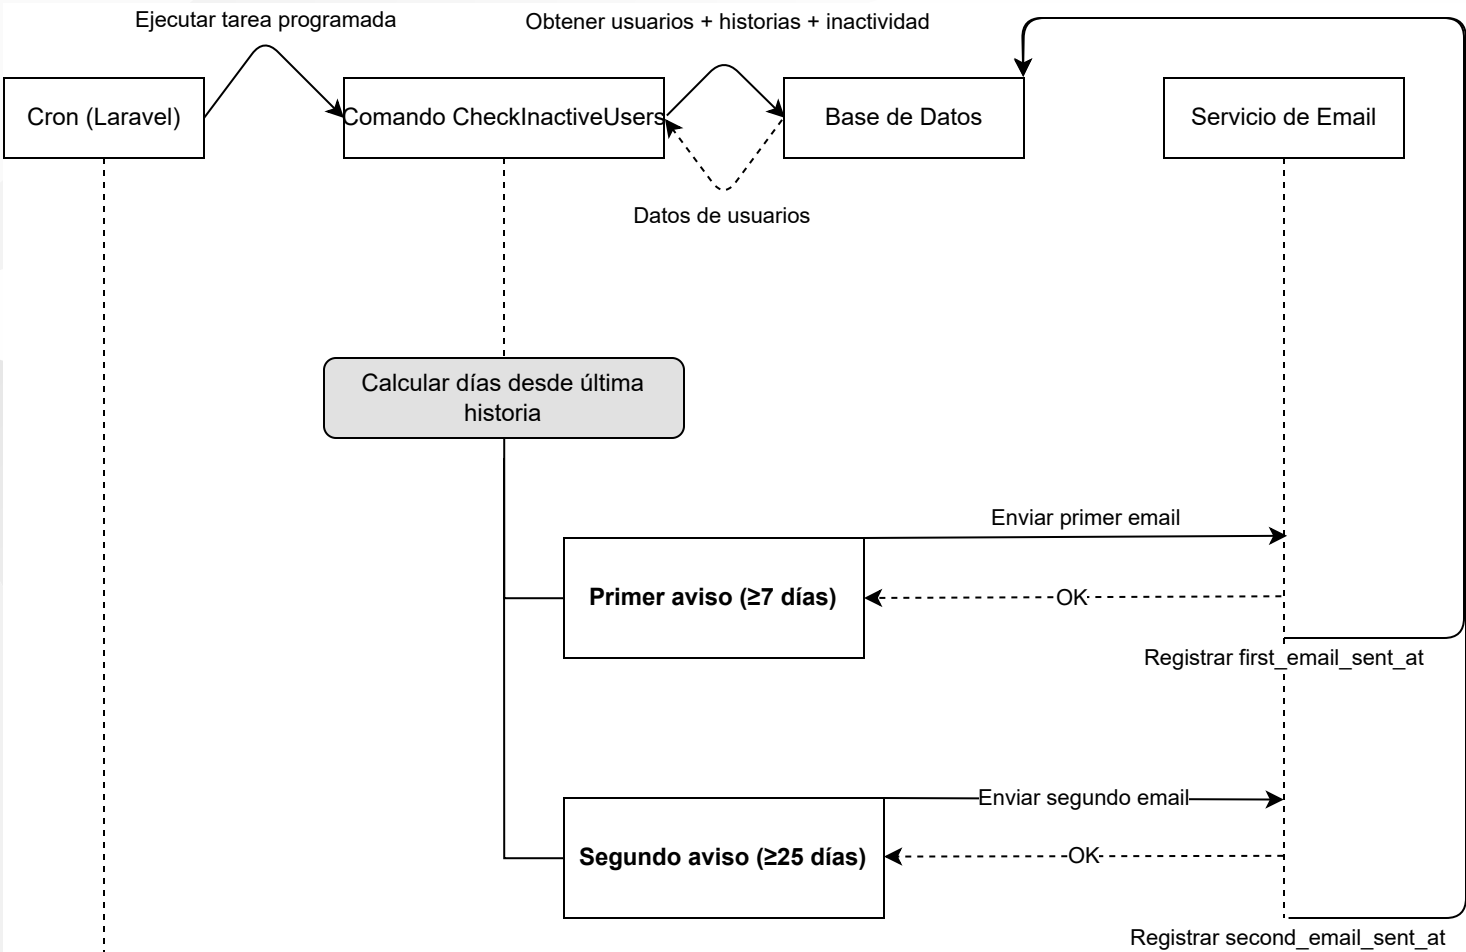 Ejecutar tarea programada
Obtener usuarios + historias + inactividad
Cron (Laravel)
Comando CheckInactiveUsers
Base de Datos
Servicio de Email
Datos de usuarios
Calcular días desde última
historia
Enviar primer email
Primer aviso (≥7 días)
OK
Registrar first_email_sent_at
Enviar segundo email
Segundo aviso (≥25 días)
OK
Registrar second_email_sent_at